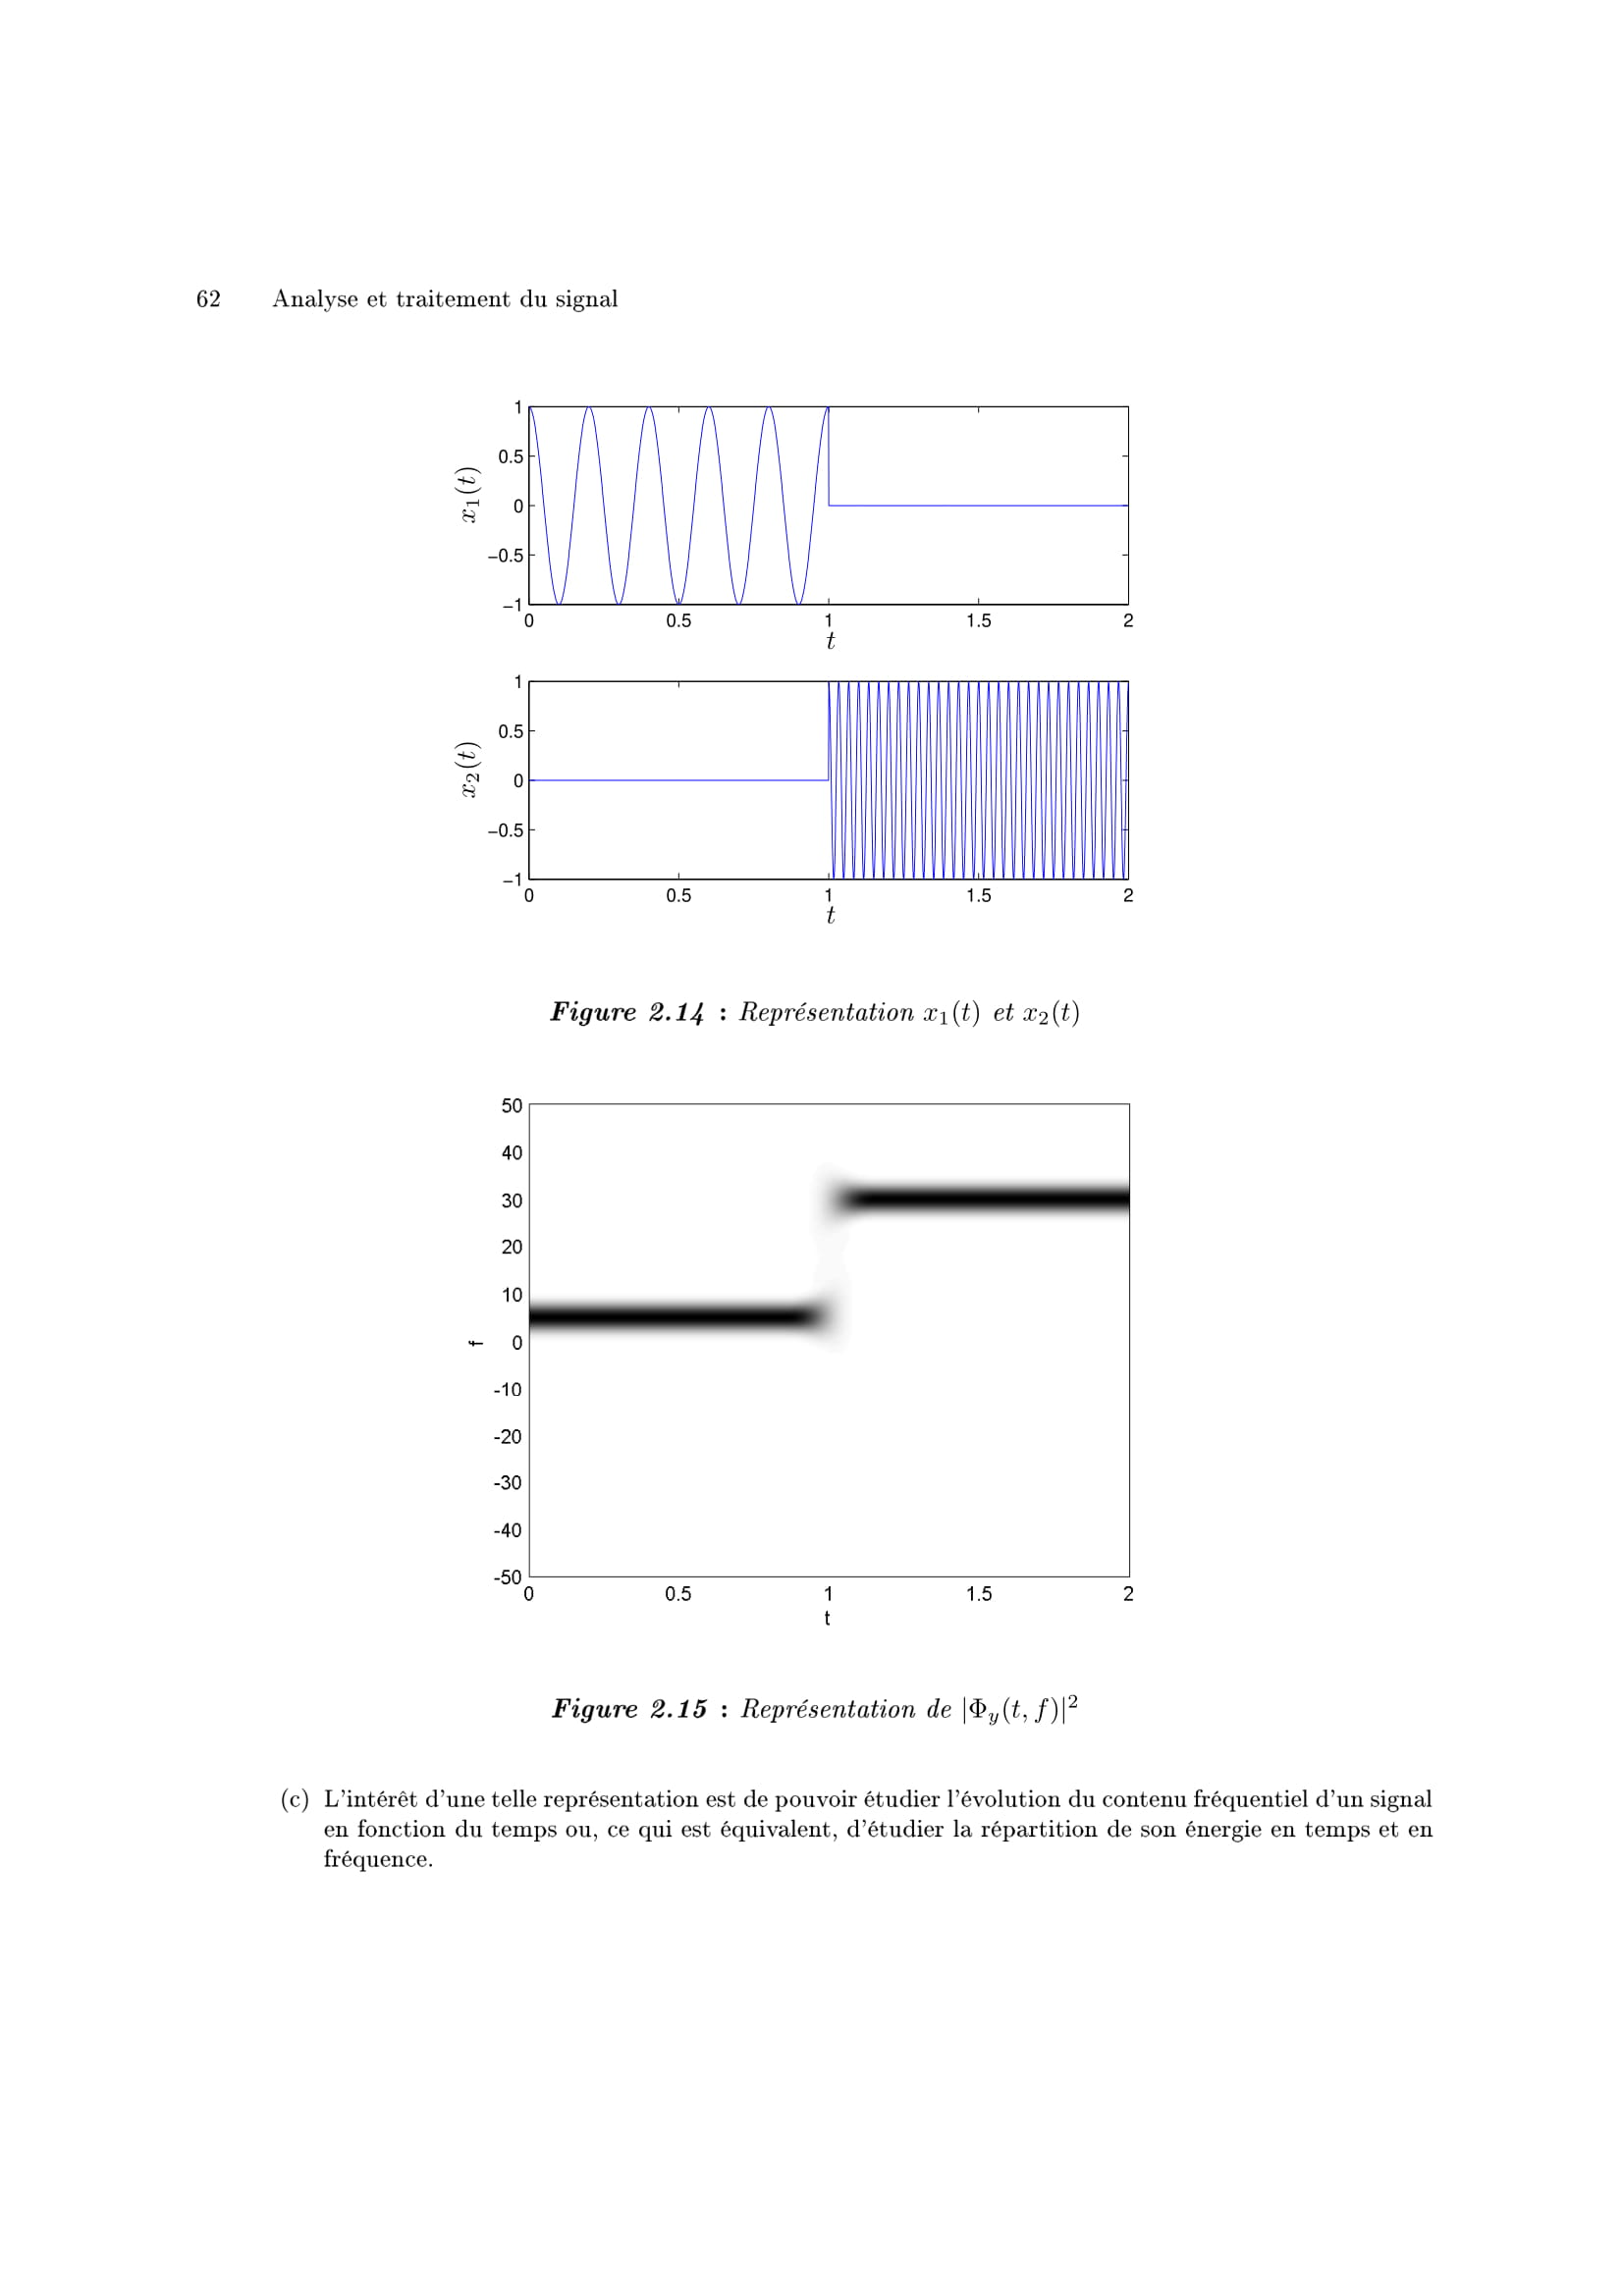 62 Analyse et traitement du signal
1
0.5
0
−0.5
−1
x₁(t)
0 0.5 1 1.5 2
t
1
0.5
0
−0.5
−1
x₂(t)
0 0.5 1 1.5 2
t
Figure 2.14 : Représentation x₁(t) et x₂(t)
50
40
30
20
10
0
-10
-20
-30
-40
-50
f
0 0.5 1 1.5 2
t
Figure 2.15 : Représentation de |Φ_y(t, f)|²
(c) L'intérêt d'une telle représentation est de pouvoir étudier l'évolution du contenu fréquentiel d'un signal
en fonction du temps ou, ce qui est équivalent, d'étudier la répartition de son énergie en temps et en
fréquence.